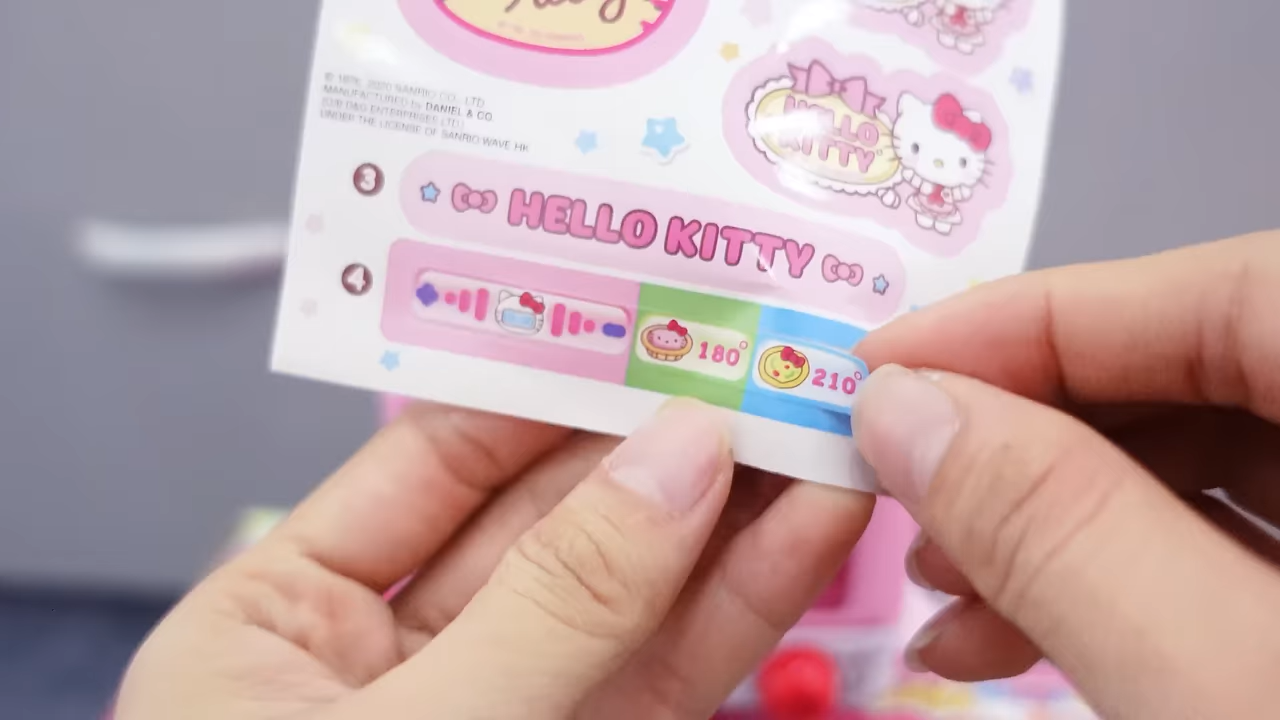 Kitty
© 1976, 2020 SANRIO CO., LTD.
MANUFACTURED by DANIEL & CO.
D&G ENTERPRISES LTD.
UNDER THE LICENSE OF SANRIO WAVE HK
HELLO
KITTY
3
HELLO KITTY
4
180°
210°